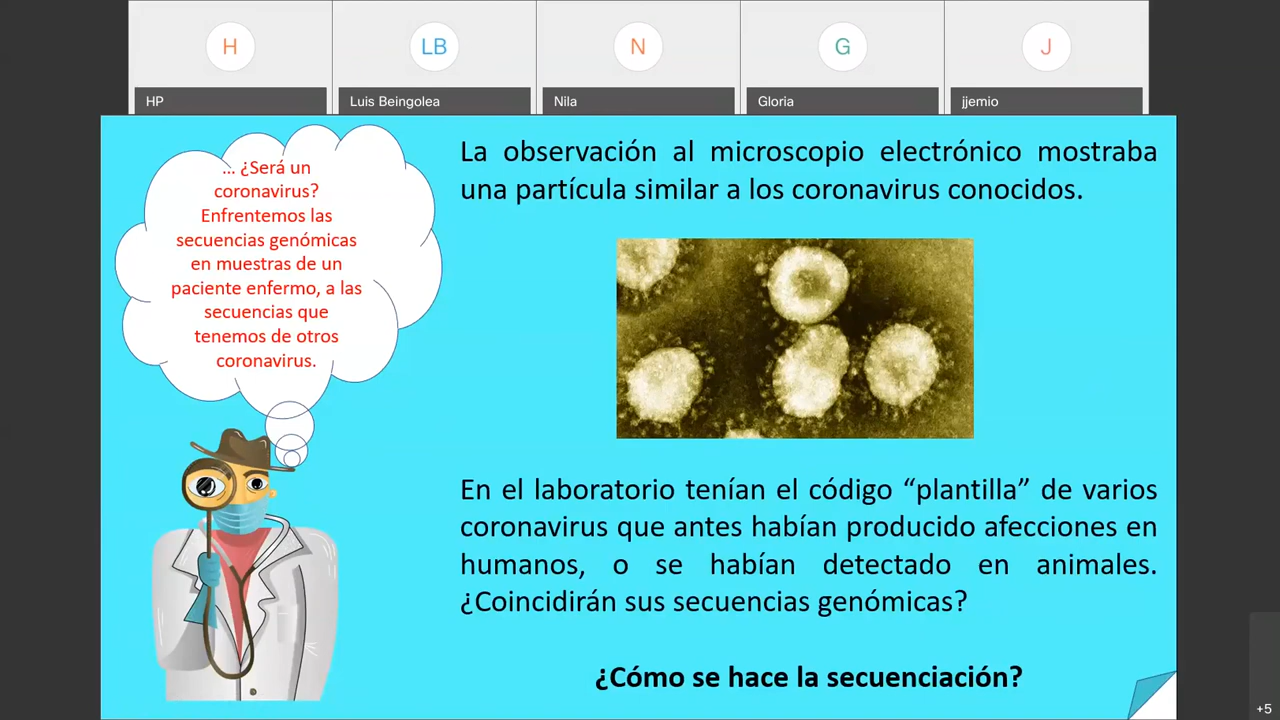 H
LB
N
G
J
HP
Luis Beingolea
Nila
Gloria
jjemio
... ¿Será un
coronavirus?
Enfrentemos las
secuencias genómicas
en muestras de un
paciente enfermo, a las
secuencias que
tenemos de otros
coronavirus.
La observación al microscopio electrónico mostraba
una partícula similar a los coronavirus conocidos.
En el laboratorio tenían el código “plantilla” de varios
coronavirus que antes habían producido afecciones en
humanos, o se habían detectado en animales.
¿Coincidirán sus secuencias genómicas?
¿Cómo se hace la secuenciación?
+5